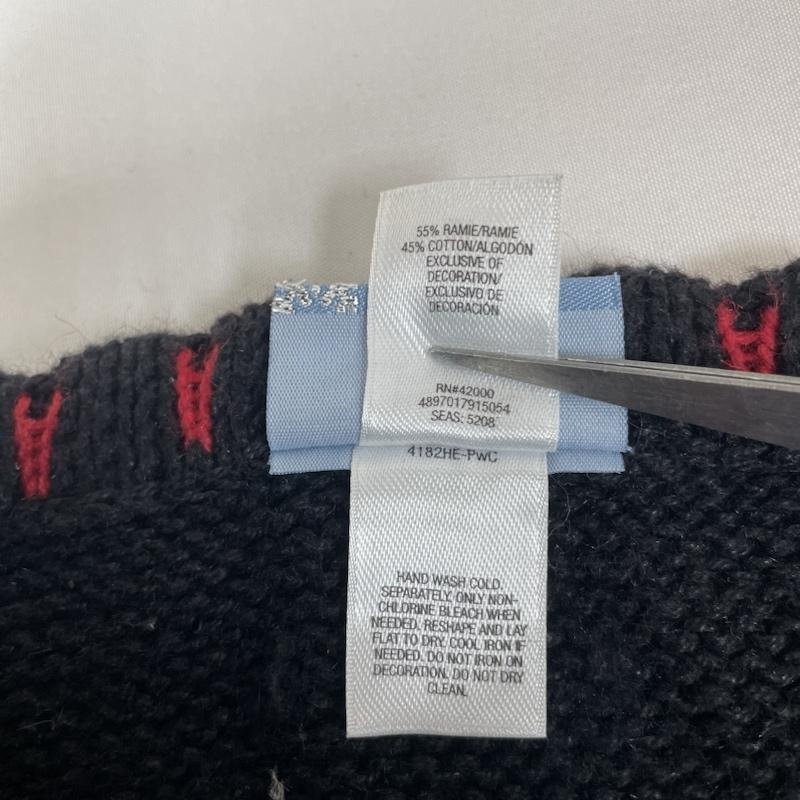 55% RAMIE/RAMIE
45% COTTON/ALGODÓN
EXCLUSIVE OF
DECORATION/
EXCLUSIVO DE
DECORACIÓN
RN#42000
4897017915054
SEAS: 5208
4182HE-PWC
HAND WASH COLD,
SEPARATELY, ONLY NON-
CHLORINE BLEACH WHEN
NEEDED. RESHAPE AND LAY
FLAT TO DRY. COOL IRON IF
NEEDED. DO NOT IRON ON
DECORATION. DO NOT DRY
CLEAN.